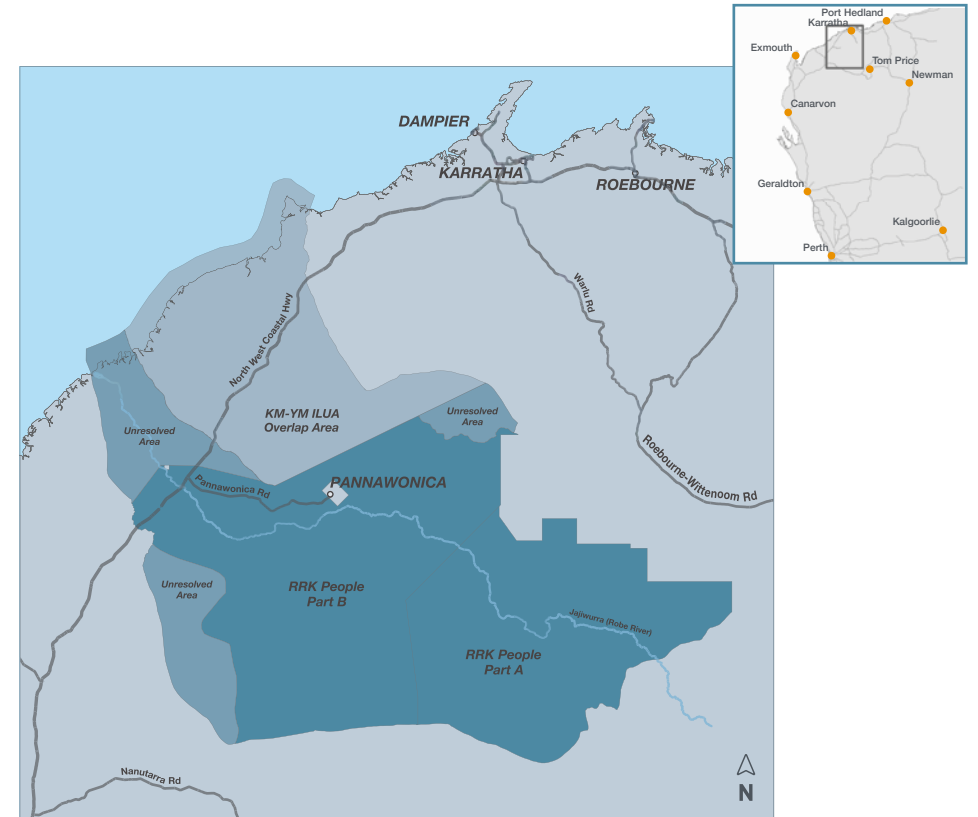 Port Hedland
Karratha
Exmouth
Tom Price
Newman
Canarvon
Geraldton
Kalgoorlie
Perth
DAMPIER
KARRATHA
ROEBOURNE
Warlu Rd
North West Coastal Hwy
KM-YM ILUA
Overlap Area
Unresolved
Area
Unresolved
Area
Roebourne-Wittenoom Rd
Pannawonica Rd
PANNAWONICA
Unresolved
Area
RRK People
Part B
Jajiwurra (Robe River)
RRK People
Part A
Nanutarra Rd
N